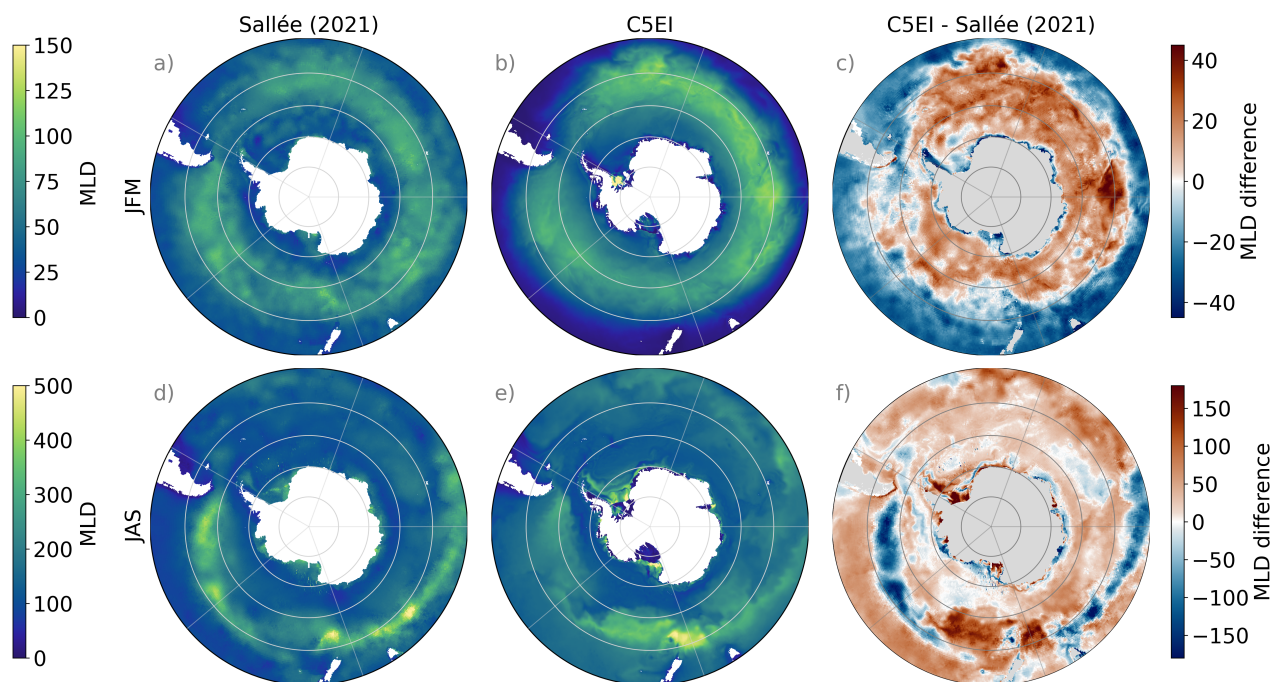 Sallée (2021)
C5EI
C5EI - Sallée (2021)
a)
b)
c)
150
125
100
75
50
25
0
MLD
JFM
40
20
0
−20
−40
MLD difference
d)
e)
f)
500
400
300
200
100
0
MLD
JAS
150
100
50
0
−50
−100
−150
MLD difference